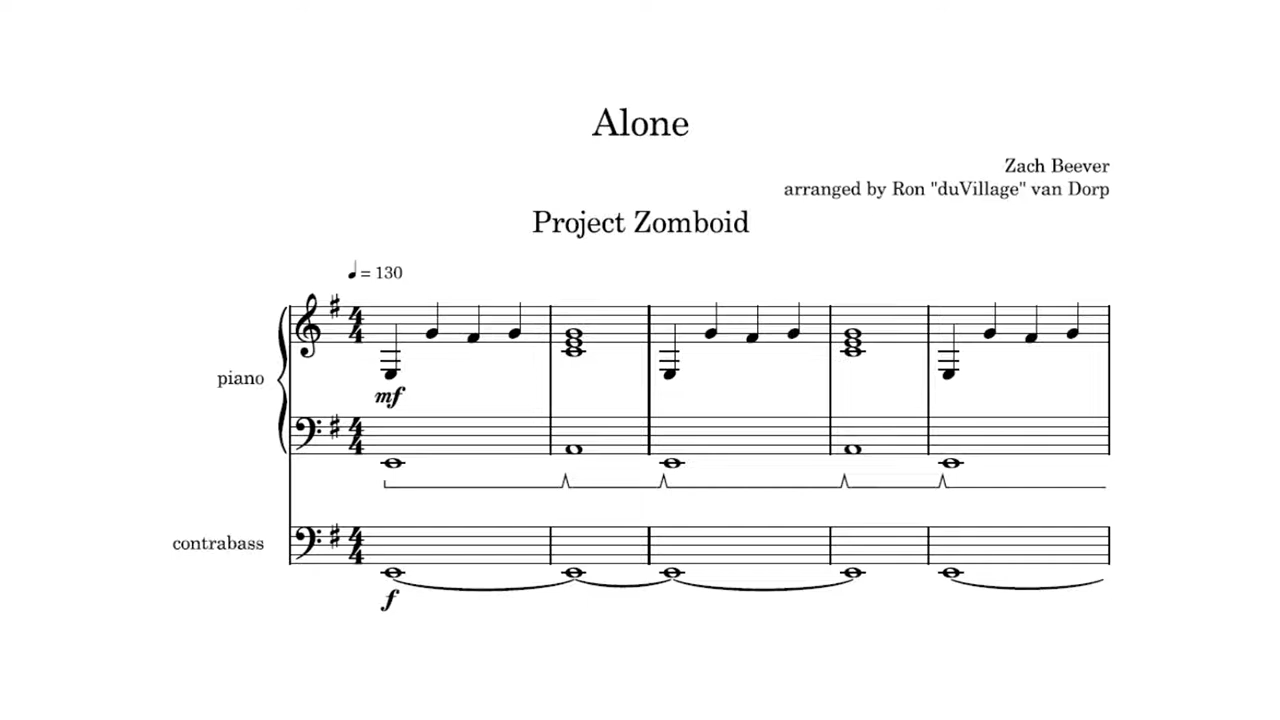 Alone
Zach Beever
arranged by Ron "duVillage" van Dorp
Project Zomboid
♩ = 130
piano
mf
contrabass
f